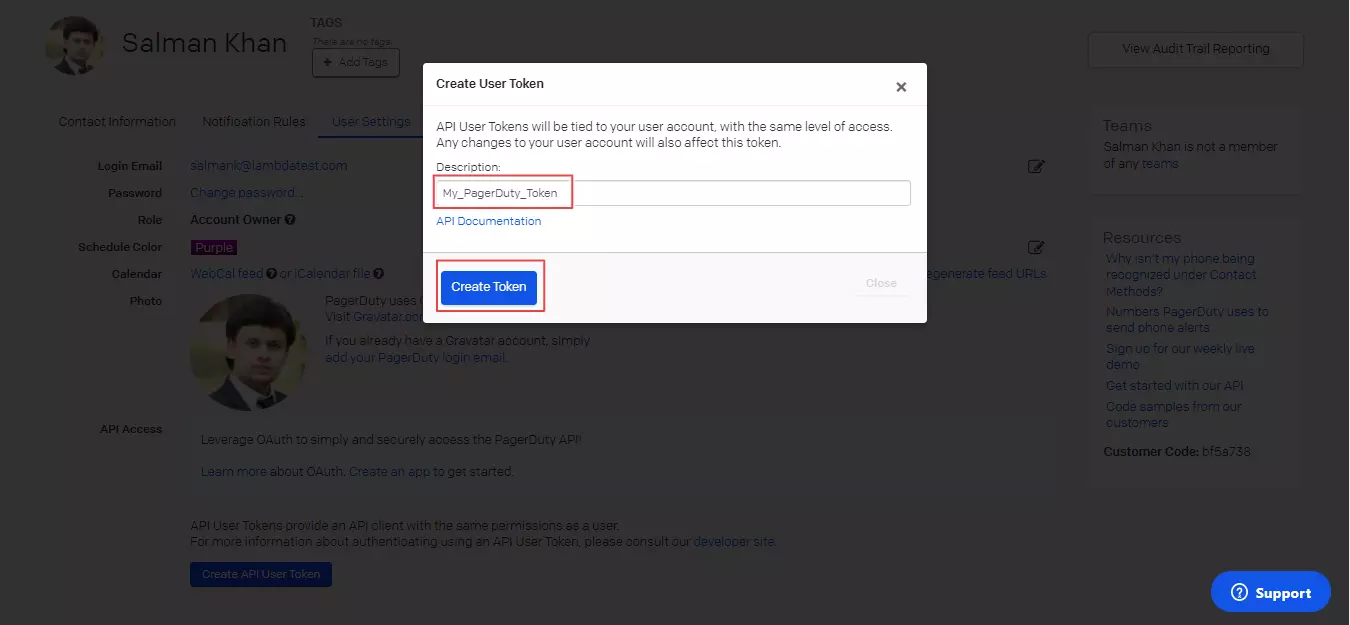 TAGS
Salman Khan
There are no tags.
+ Add Tags
View Audit Trail Reporting
Create User Token
×
API User Tokens will be tied to your user account, with the same level of access.
Any changes to your user account will also affect this token.
Description:
My_PagerDuty_Token
API Documentation
Create Token
Close
Contact Information
Notification Rules
User Settings
Login Email
salmank@lambdatest.com
Password
Change password...
Role
Account Owner ?
Schedule Color
Purple
Calendar
WebCal feed ? or iCalendar file ?
egenerate feed URLs
Photo
PagerDuty uses
Visit Gravatar.co
If you already have a Gravatar account, simply
add your PagerDuty login email.
API Access
Leverage OAuth to simply and securely access the PagerDuty API!
Learn more about OAuth. Create an app to get started.
API User Tokens provide an API client with the same permissions as a user.
For more information about authenticating using an API User Token, please consult our developer site.
Create API User Token
Teams
Salman Khan is not a member
of any teams
Resources
Why isn't my phone being
recognized under Contact
Methods?
Numbers PagerDuty uses to
send phone alerts
Sign up for our weekly live
demo
Get started with our API
Code samples from our
customers
Customer Code: bf5a738
? Support